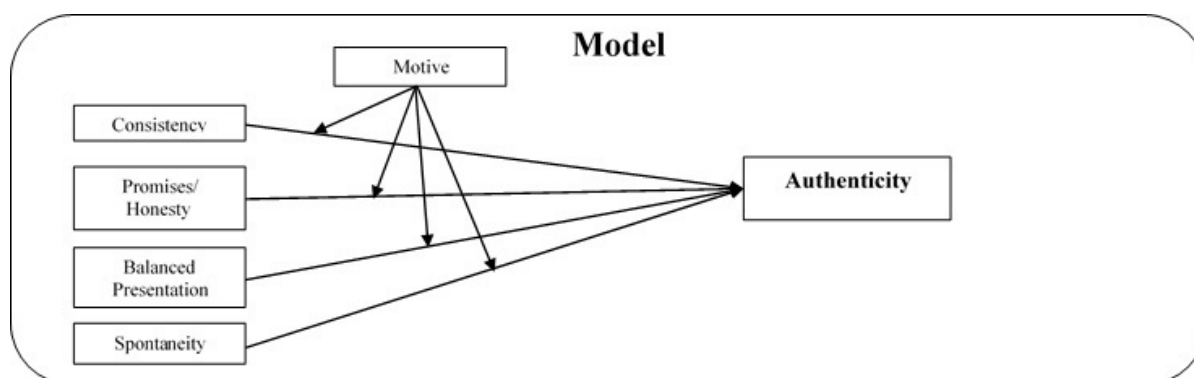 Model
Motive
Consistency
Promises/
Honesty
Authenticity
Balanced
Presentation
Spontaneity